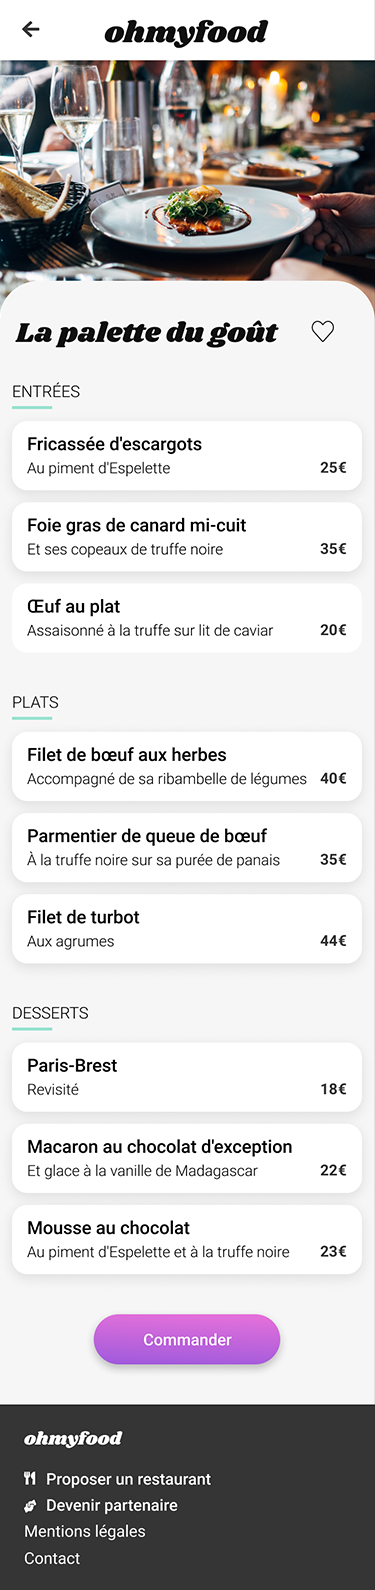 ohmyfood
La palette du goût
ENTRÉES
Fricassée d'escargots
Au piment d'Espelette 25€
Foie gras de canard mi-cuit
Et ses copeaux de truffe noire 35€
Œuf au plat
Assaisonné à la truffe sur lit de caviar 20€
PLATS
Filet de bœuf aux herbes
Accompagné de sa ribambelle de légumes 40€
Parmentier de queue de bœuf
À la truffe noire sur sa purée de panais 35€
Filet de turbot
Aux agrumes 44€
DESSERTS
Paris-Brest
Revisité 18€
Macaron au chocolat d'exception
Et glace à la vanille de Madagascar 22€
Mousse au chocolat
Au piment d'Espelette et à la truffe noire 23€
Commander
ohmyfood
Proposer un restaurant
Devenir partenaire
Mentions légales
Contact